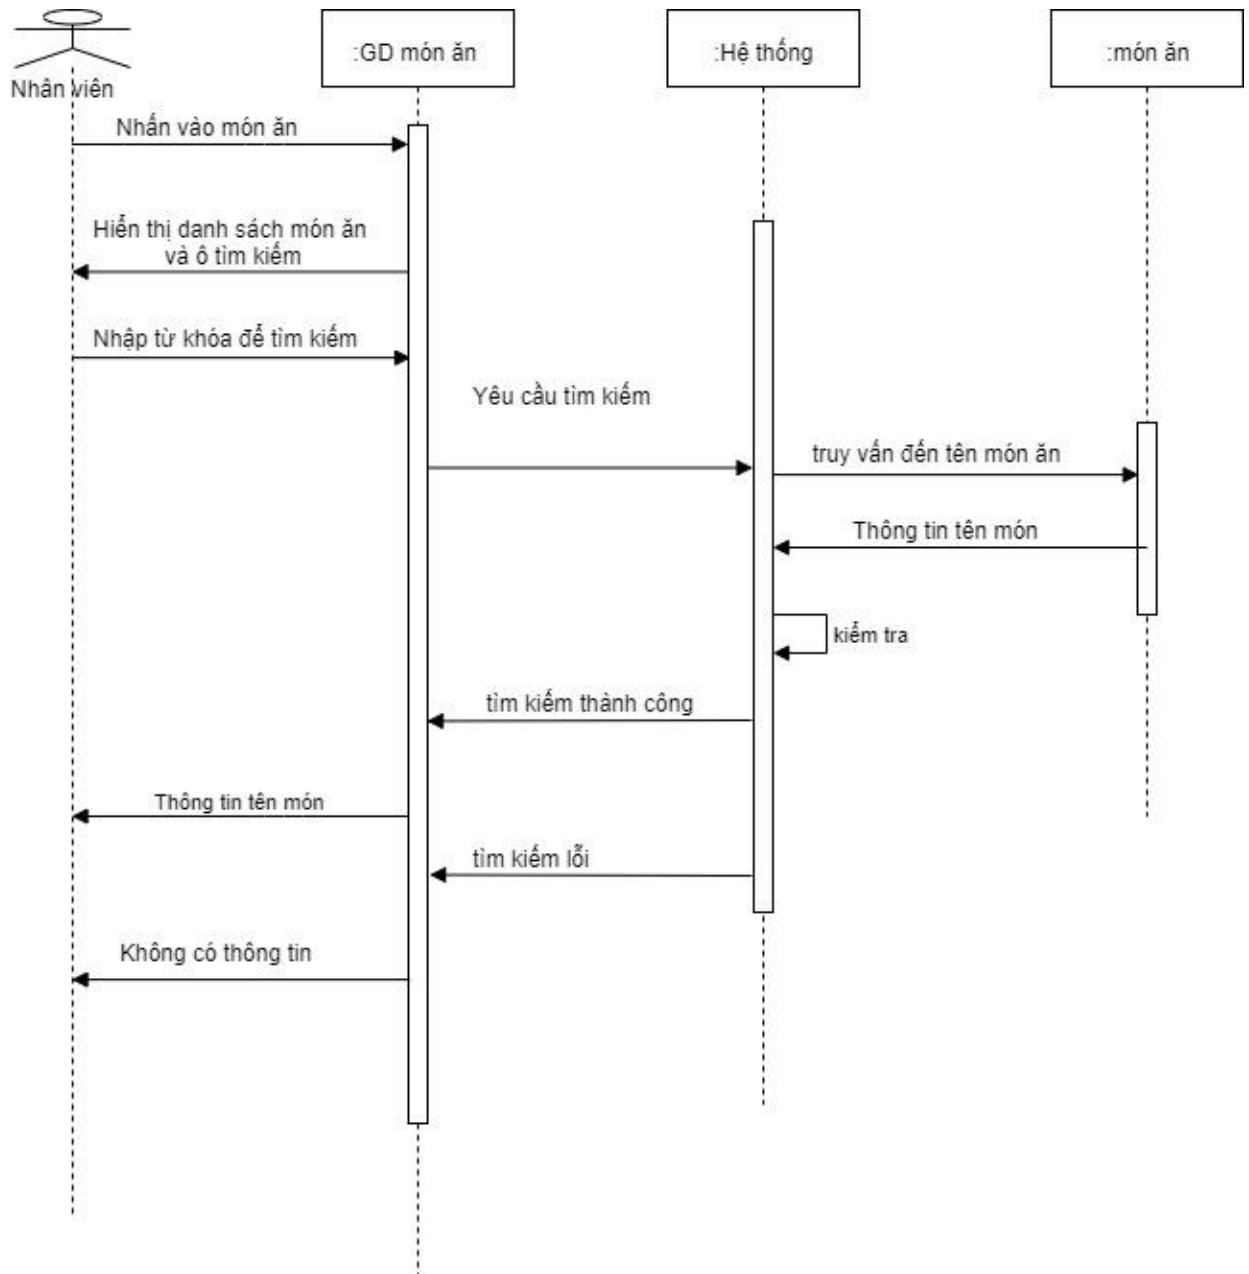 :GD món ăn
:Hệ thống
:món ăn
Nhân viên
Nhấn vào món ăn
Hiển thị danh sách món ăn
và ô tìm kiếm
Nhập từ khóa để tìm kiếm
Yêu cầu tìm kiếm
truy vấn đến tên món ăn
Thông tin tên món
kiểm tra
tìm kiếm thành công
Thông tin tên món
tìm kiếm lỗi
Không có thông tin